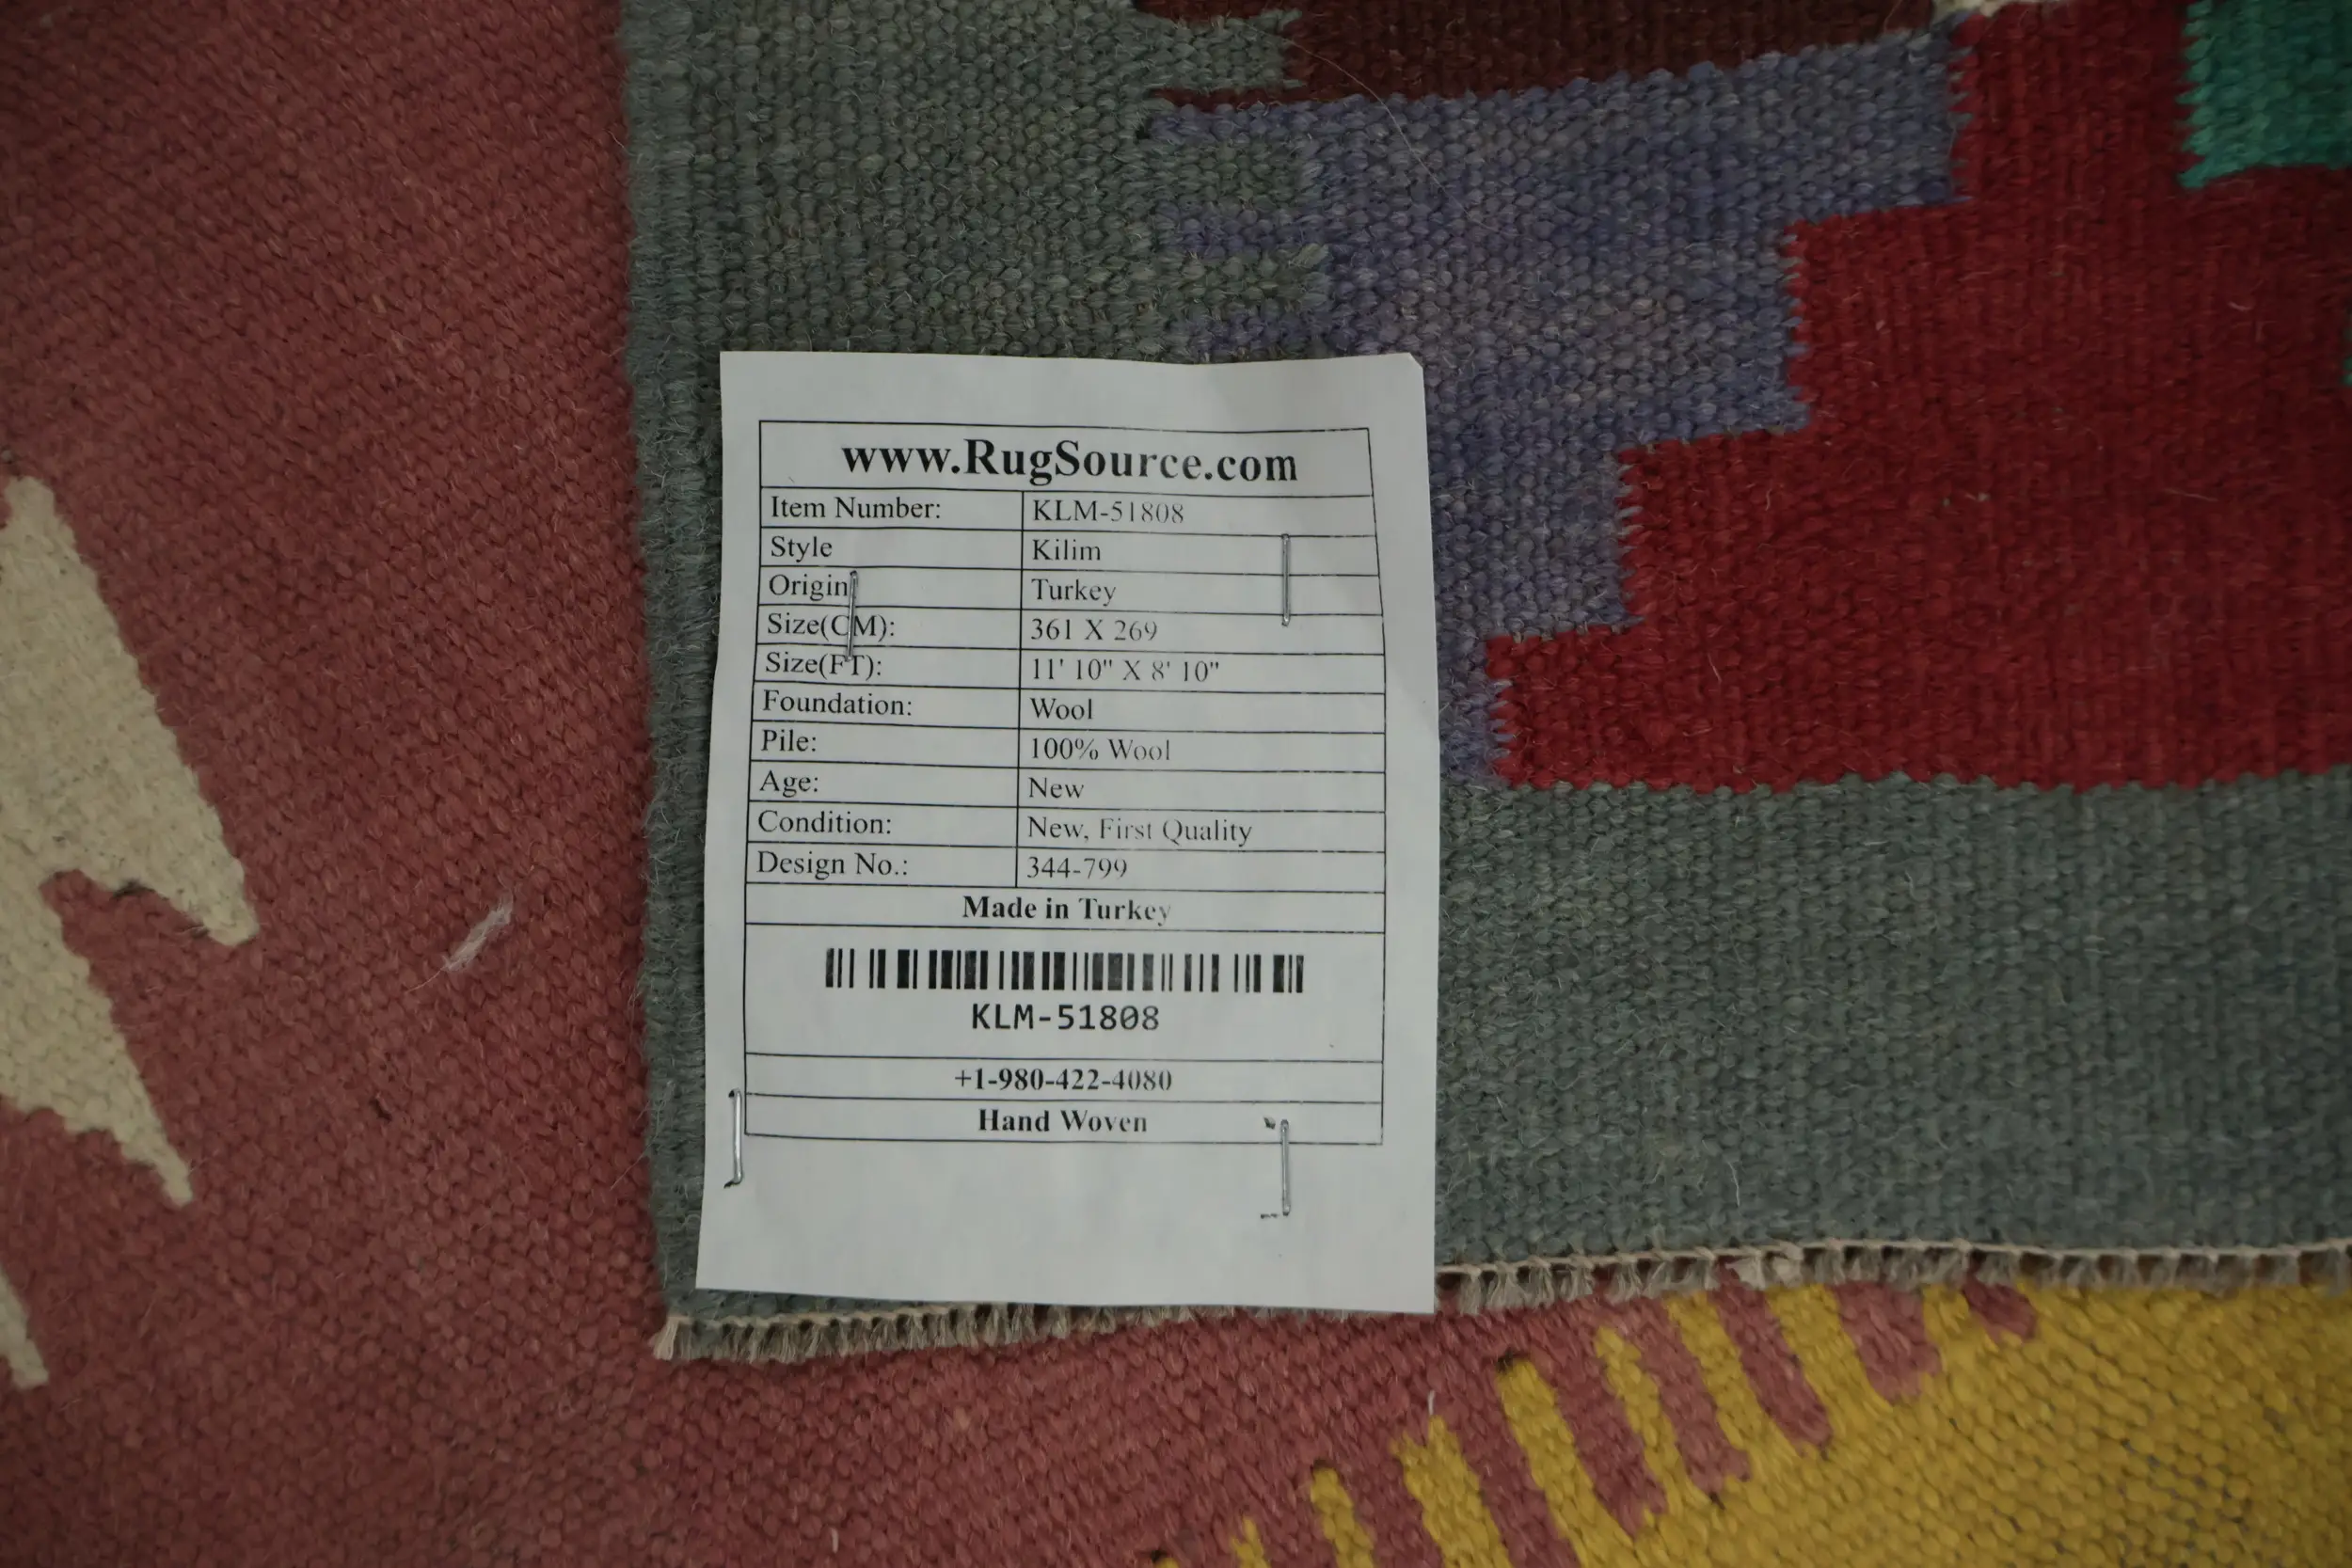 www.RugSource.com
Item Number: KLM-51808
Style Kilim
Origin Turkey
Size(CM): 361 X 269
Size(FT): 11' 10" X 8' 10"
Foundation: Wool
Pile: 100% Wool
Age: New
Condition: New, First Quality
Design No.: 344-799
Made in Turkey
KLM-51808
+1-980-422-4080
Hand Woven